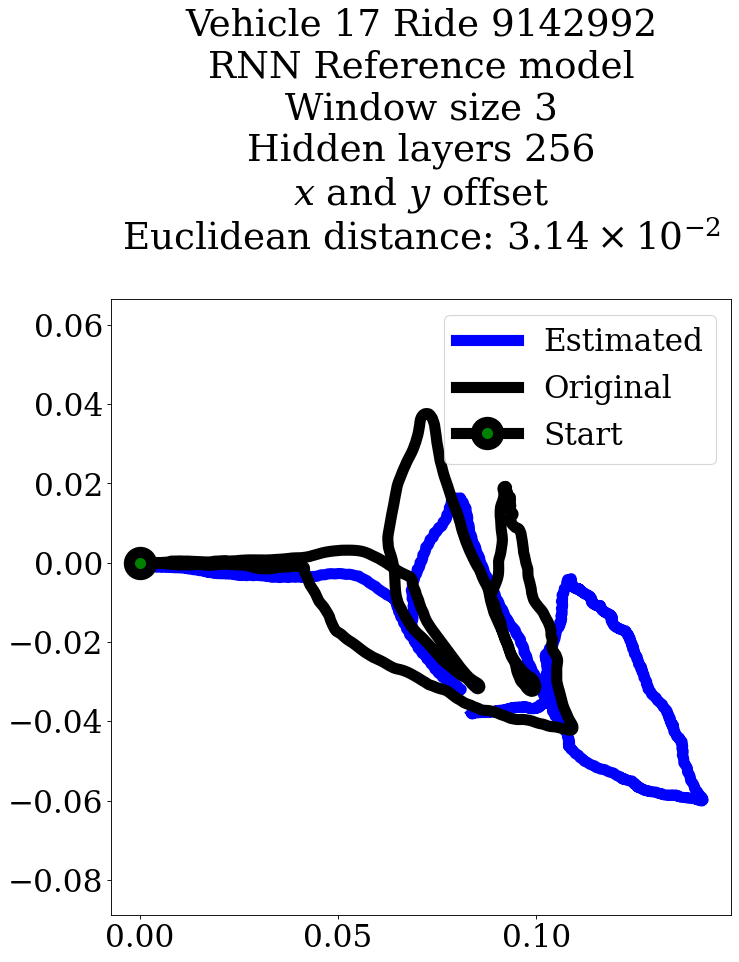 Vehicle 17 Ride 9142992
RNN Reference model
Window size 3
Hidden layers 256
x and y offset
Euclidean distance: 3.14 × 10⁻²
Estimated
Original
Start
0.06
0.04
0.02
0.00
−0.02
−0.04
−0.06
−0.08
0.00 0.05 0.10